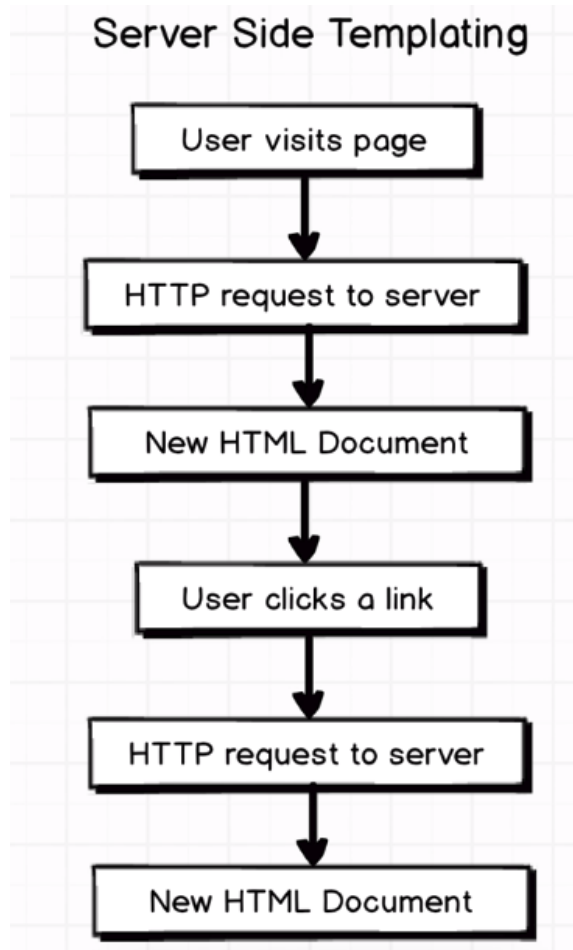 Server Side Templating
User visits page
HTTP request to server
New HTML Document
User clicks a link
HTTP request to server
New HTML Document